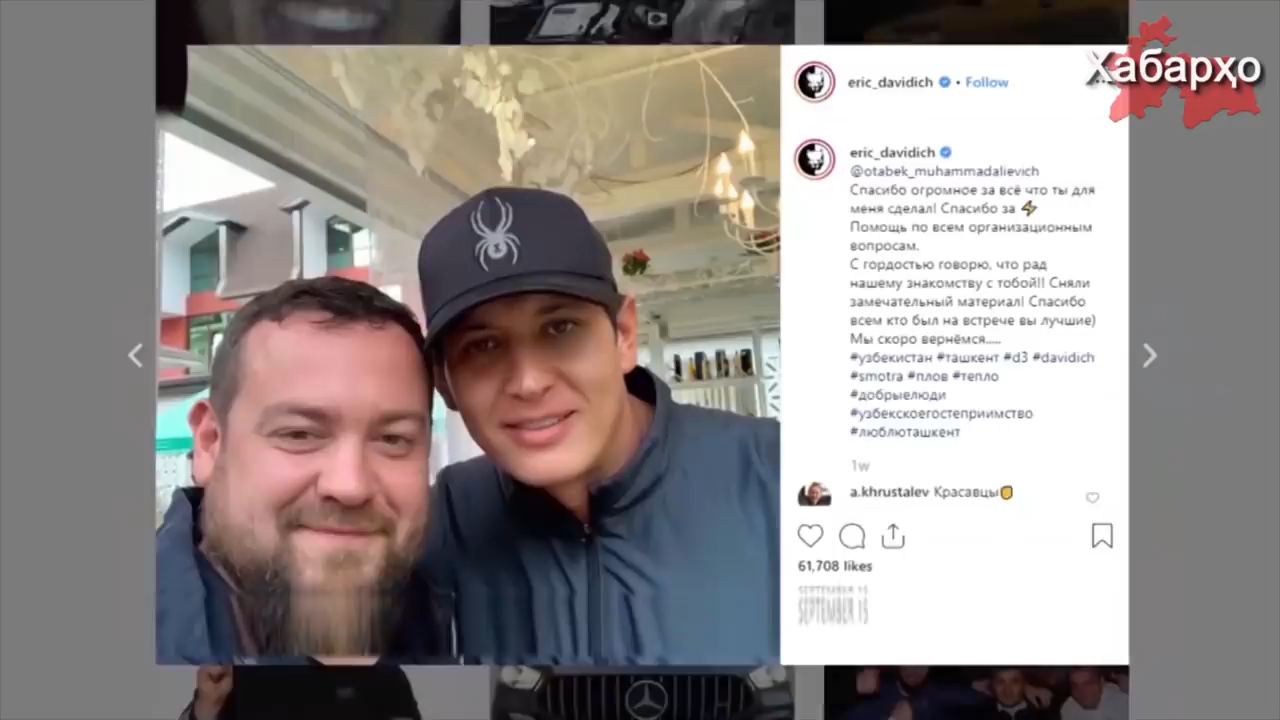 Хабарҳо
eric_davidich • Follow
eric_davidich
@otabek_muhammadalievich
Спасибо огромное за всё что ты для
меня сделал! Спасибо за ⚡
Помощь по всем организационным
вопросам.
С гордостью говорю, что рад
нашему знакомству с тобой!! Сняли
замечательный материал! Спасибо
всем кто был на встрече вы лучшие)
Мы скоро вернёмся.....
#узбекистан #ташкент #d3 #davidich
#smotra #плов #тепло
#добрыелюди
#узбекскоегостеприимство
#люблюташкент
1w
a.khrustalev Красавцы
61,708 likes
SEPTEMBER 15